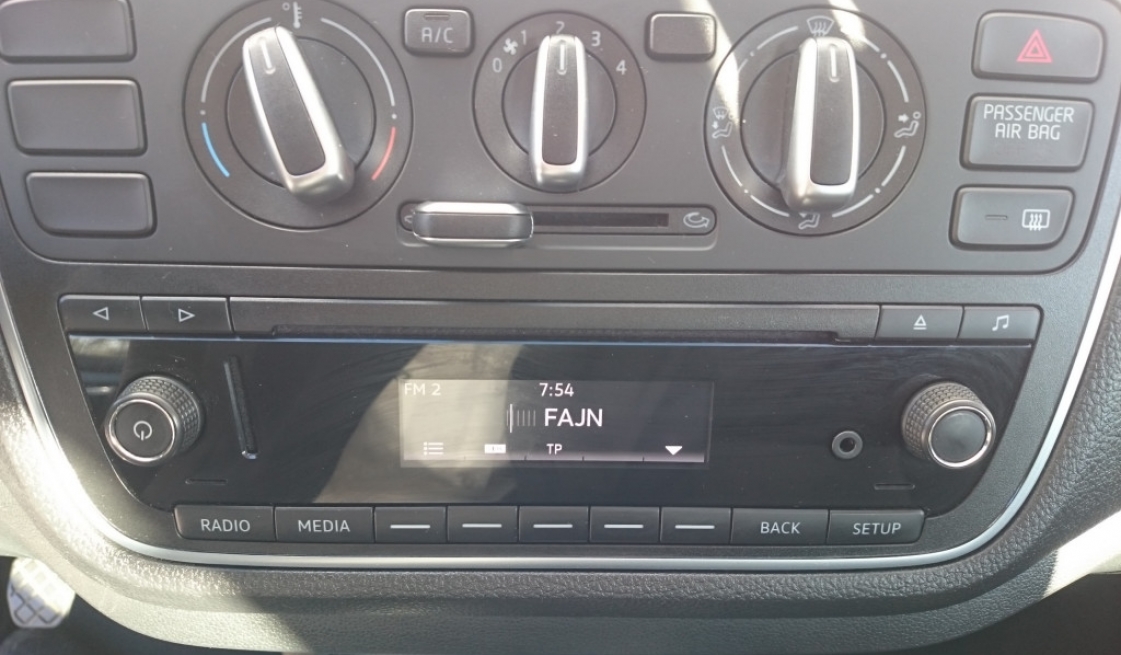 A/C
0 1 2 3 4
PASSENGER
AIR BAG
FM 2 7:54
FAJN
TP
RADIO MEDIA BACK SETUP